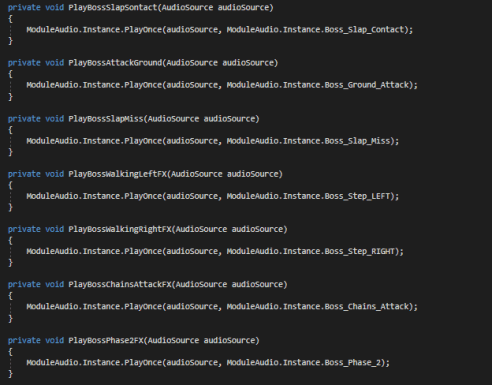 private void PlayBossSlapSontact(AudioSource audioSource)
{
ModuleAudio.Instance.PlayOnce(audioSource, ModuleAudio.Instance.Boss_Slap_Contact);
}
private void PlayBossAttackGround(AudioSource audioSource)
{
ModuleAudio.Instance.PlayOnce(audioSource, ModuleAudio.Instance.Boss_Ground_Attack);
}
private void PlayBossSlapMiss(AudioSource audioSource)
{
ModuleAudio.Instance.PlayOnce(audioSource, ModuleAudio.Instance.Boss_Slap_Miss);
}
private void PlayBossWalkingLeftFX(AudioSource audioSource)
{
ModuleAudio.Instance.PlayOnce(audioSource, ModuleAudio.Instance.Boss_Step_LEFT);
}
private void PlayBossWalkingRightFX(AudioSource audioSource)
{
ModuleAudio.Instance.PlayOnce(audioSource, ModuleAudio.Instance.Boss_Step_RIGHT);
}
private void PlayBossChainsAttackFX(AudioSource audioSource)
{
ModuleAudio.Instance.PlayOnce(audioSource, ModuleAudio.Instance.Boss_Chains_Attack);
}
private void PlayBossPhase2FX(AudioSource audioSource)
{
ModuleAudio.Instance.PlayOnce(audioSource, ModuleAudio.Instance.Boss_Phase_2);
}